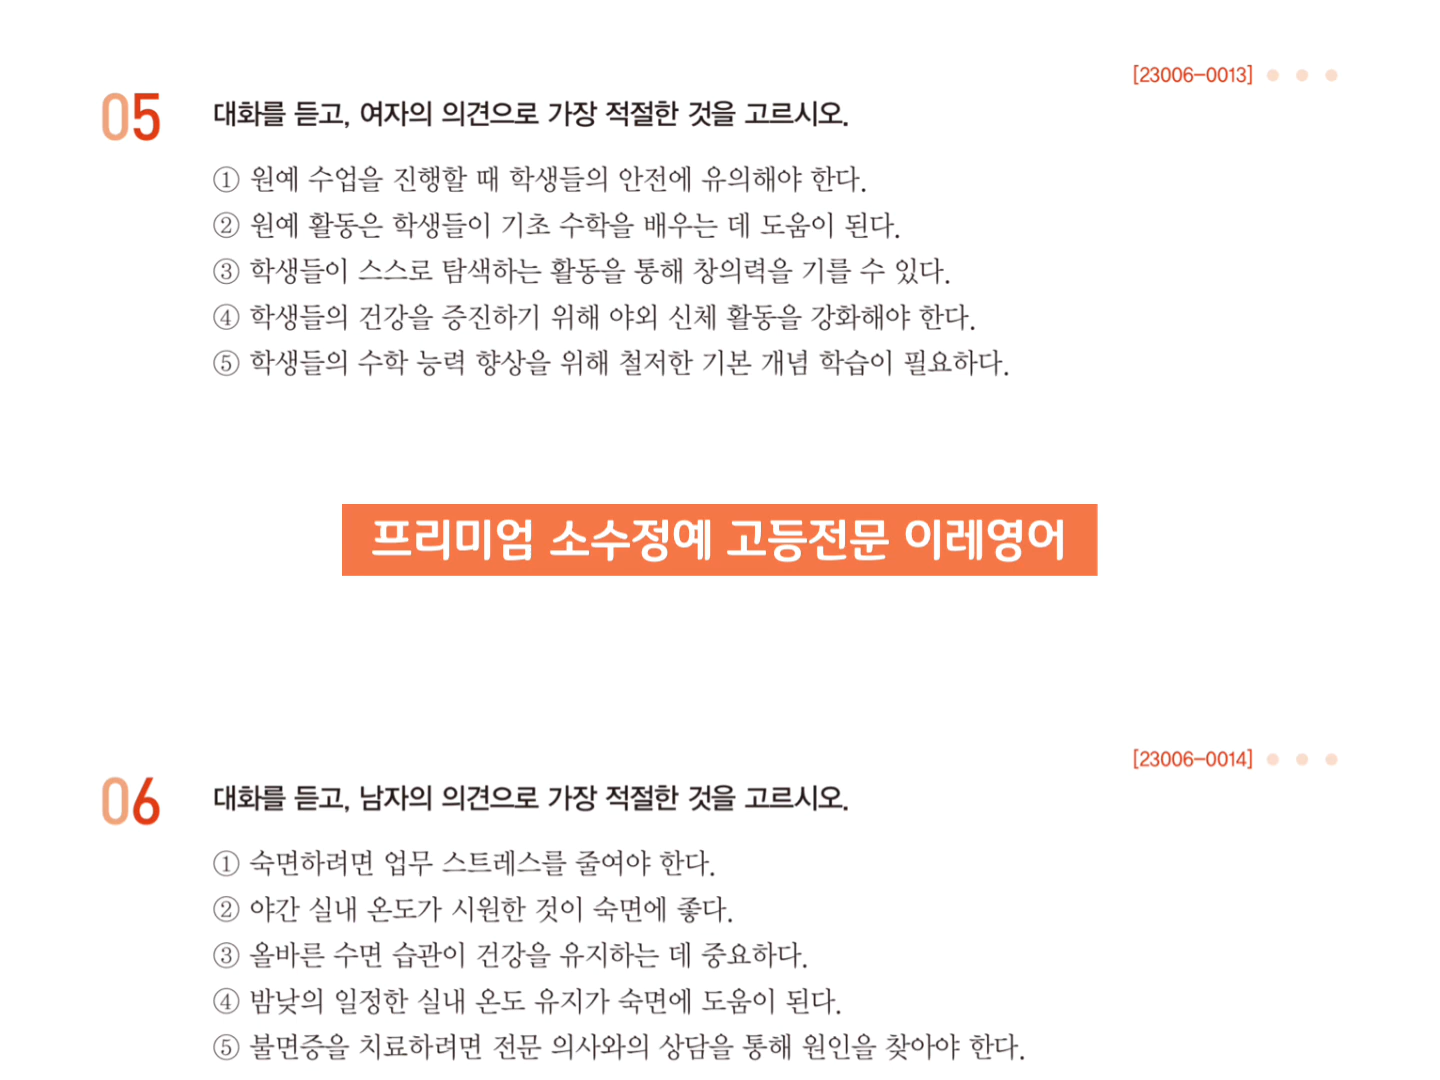 [23006-0013]
05 대화를 듣고, 여자의 의견으로 가장 적절한 것을 고르시오.
① 원예 수업을 진행할 때 학생들의 안전에 유의해야 한다.
② 원예 활동은 학생들이 기초 수학을 배우는 데 도움이 된다.
③ 학생들이 스스로 탐색하는 활동을 통해 창의력을 기를 수 있다.
④ 학생들의 건강을 증진하기 위해 야외 신체 활동을 강화해야 한다.
⑤ 학생들의 수학 능력 향상을 위해 철저한 기본 개념 학습이 필요하다.
프리미엄 소수정예 고등전문 이레영어
[23006-0014]
06 대화를 듣고, 남자의 의견으로 가장 적절한 것을 고르시오.
① 숙면하려면 업무 스트레스를 줄여야 한다.
② 야간 실내 온도가 시원한 것이 숙면에 좋다.
③ 올바른 수면 습관이 건강을 유지하는 데 중요하다.
④ 밤낮의 일정한 실내 온도 유지가 숙면에 도움이 된다.
⑤ 불면증을 치료하려면 전문 의사와의 상담을 통해 원인을 찾아야 한다.